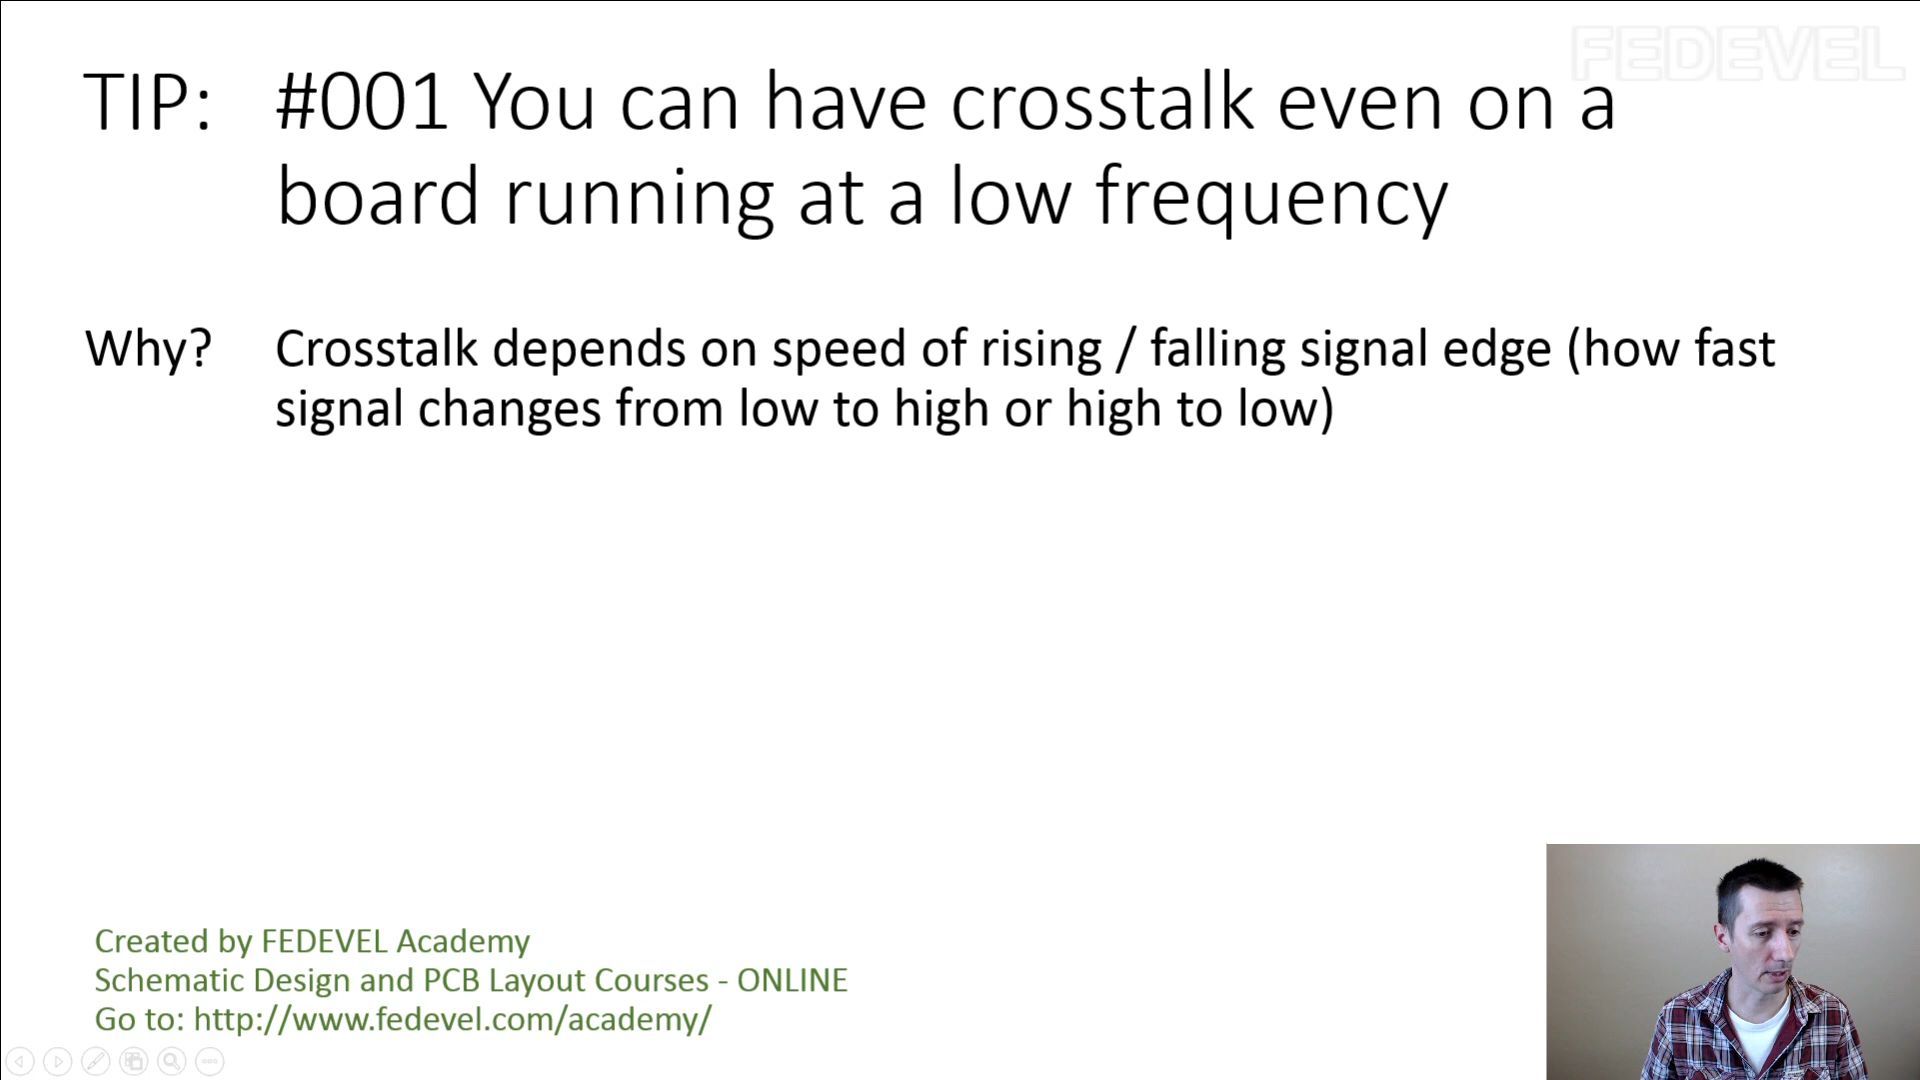 FEDEVEL
TIP: #001 You can have crosstalk even on a
board running at a low frequency
Why? Crosstalk depends on speed of rising / falling signal edge (how fast
signal changes from low to high or high to low)
Created by FEDEVEL Academy
Schematic Design and PCB Layout Courses - ONLINE
Go to: http://www.fedevel.com/academy/